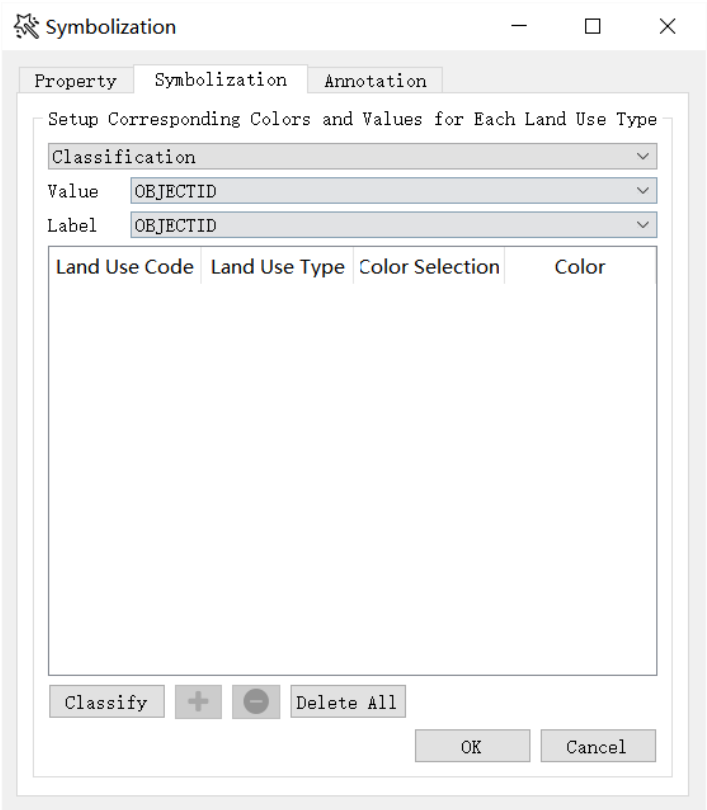 Symbolization
Property Symbolization Annotation
Setup Corresponding Colors and Values for Each Land Use Type
Classification
Value OBJECTID
Label OBJECTID
Land Use Code Land Use Type Color Selection Color
Classify Delete All
OK Cancel